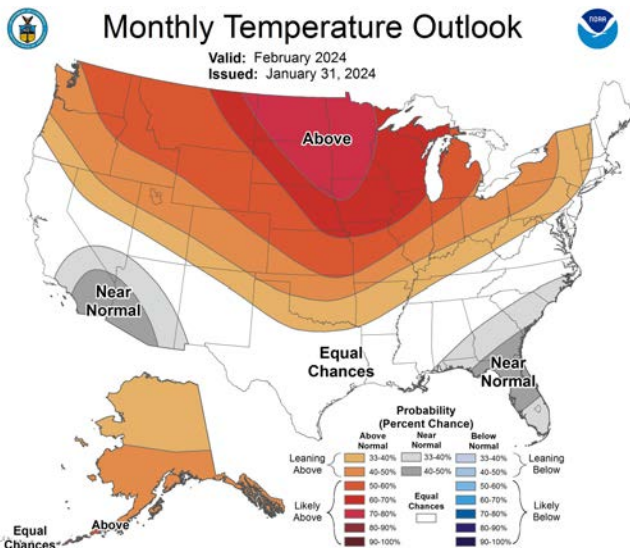 Monthly Temperature Outlook
NOAA
Valid: February 2024
Issued: January 31, 2024
Above
Near
Normal
Equal
Chances
Near
Normal
Above
Equal
Chances
Probability
(Percent Chance)
Above
Normal
Near
Normal
Below
Normal
Leaning
Above
33-40%
33-40%
33-40%
Leaning
Below
40-50%
40-50%
40-50%
Likely
Above
50-60%
60-70%
70-80%
80-90%
90-100%
Equal
Chances
50-60%
60-70%
70-80%
80-90%
90-100%
Likely
Below